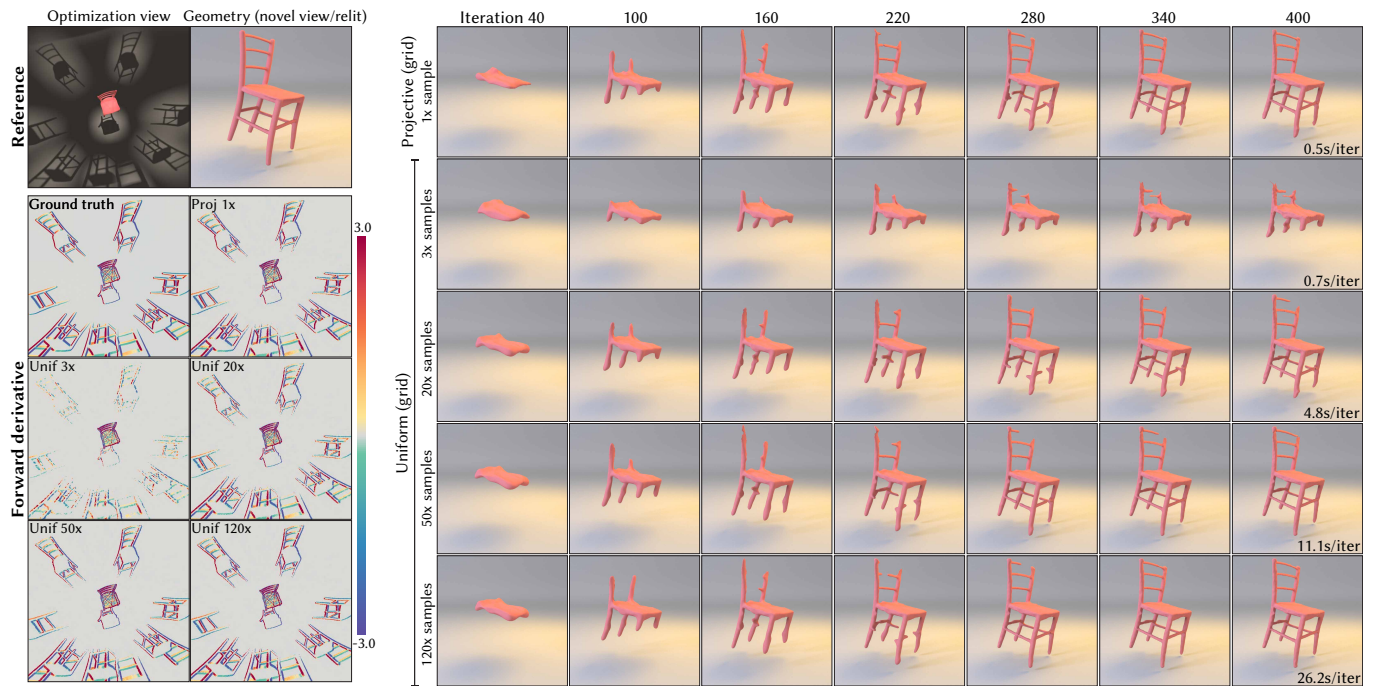 Optimization view
Geometry (novel view/relit)
Reference
Forward derivative
Ground truth
Proj 1x
Unif 3x
Unif 20x
Unif 50x
Unif 120x
3.0
-3.0
Iteration 40
100
160
220
280
340
400
Projective (grid)
1x sample
0.5s/iter
Uniform (grid)
3x samples
0.7s/iter
20x samples
4.8s/iter
50x samples
11.1s/iter
120x samples
26.2s/iter